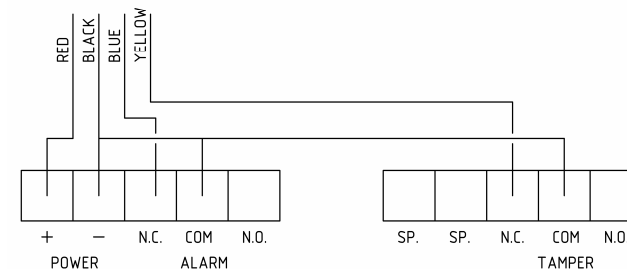 RED
BLACK
BLUE
YELLOW
+ − N.C. COM N.O. SP. SP. N.C. COM N.O.
POWER ALARM TAMPER